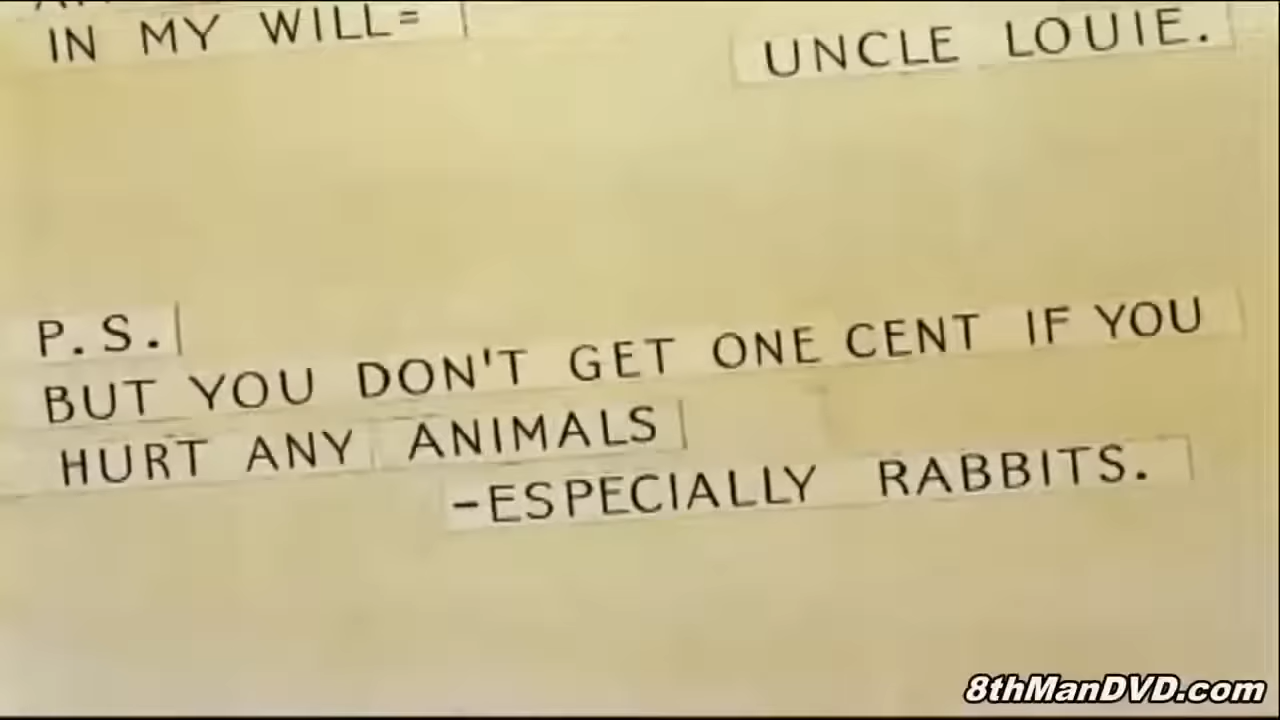 IN MY WILL=
UNCLE LOUIE.
P.S.
BUT YOU DON'T GET ONE CENT IF YOU
HURT ANY ANIMALS
-ESPECIALLY RABBITS.
8thManDVD.com